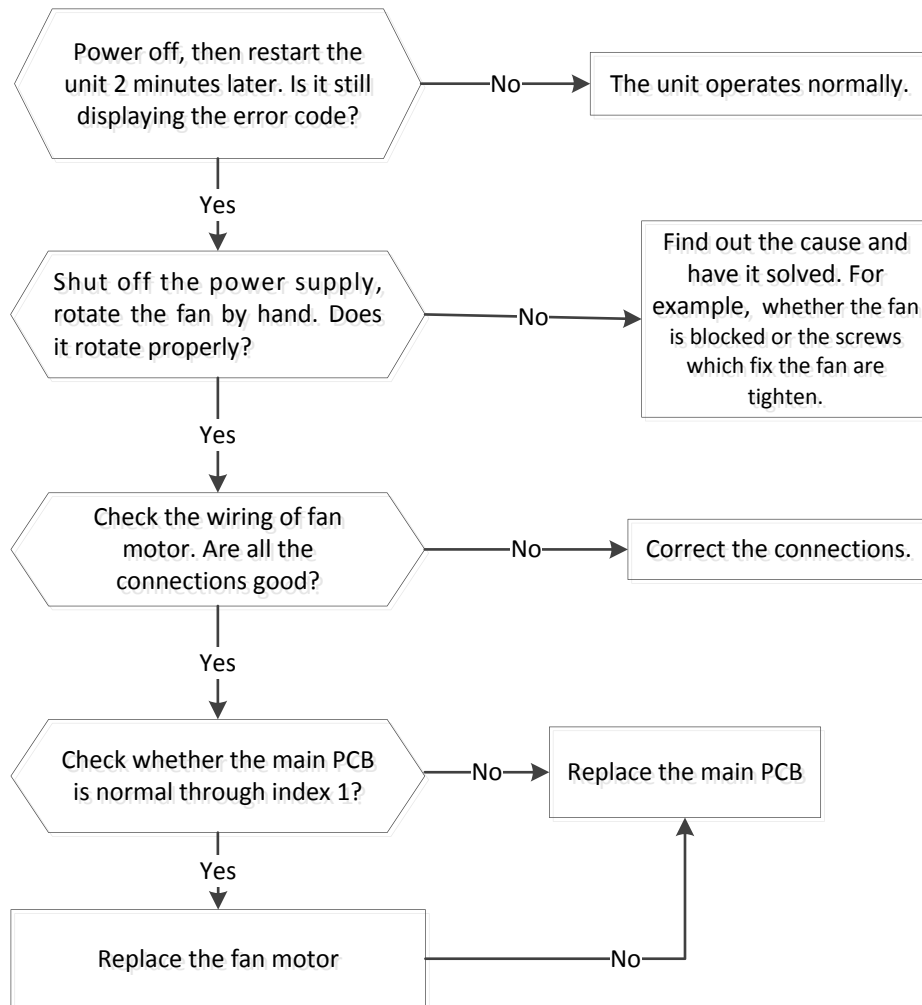 Power off, then restart the
unit 2 minutes later. Is it still
displaying the error code?
No
The unit operates normally.
Yes
Shut off the power supply,
rotate the fan by hand. Does
it rotate properly?
No
Find out the cause and
have it solved. For
example, whether the fan
is blocked or the screws
which fix the fan are
tighten.
Yes
Check the wiring of fan
motor. Are all the
connections good?
No
Correct the connections.
Yes
Check whether the main PCB
is normal through index 1?
No
Replace the main PCB
Yes
Replace the fan motor
No